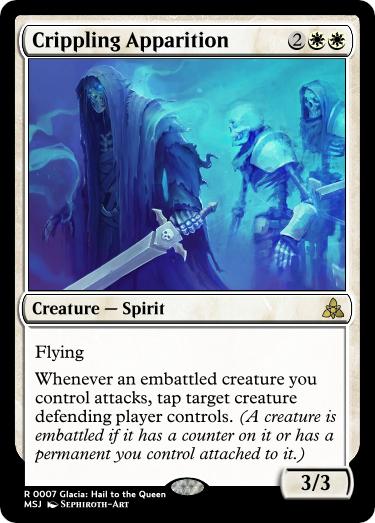 Crippling Apparition 2
Creature — Spirit
Flying
Whenever an embattled creature you
control attacks, tap target creature
defending player controls. (A creature is
embattled if it has a counter on it or has a
permanent you control attached to it.)
3/3
R 0007 Glacia: Hail to the Queen
MSJ Sephiroth-Art